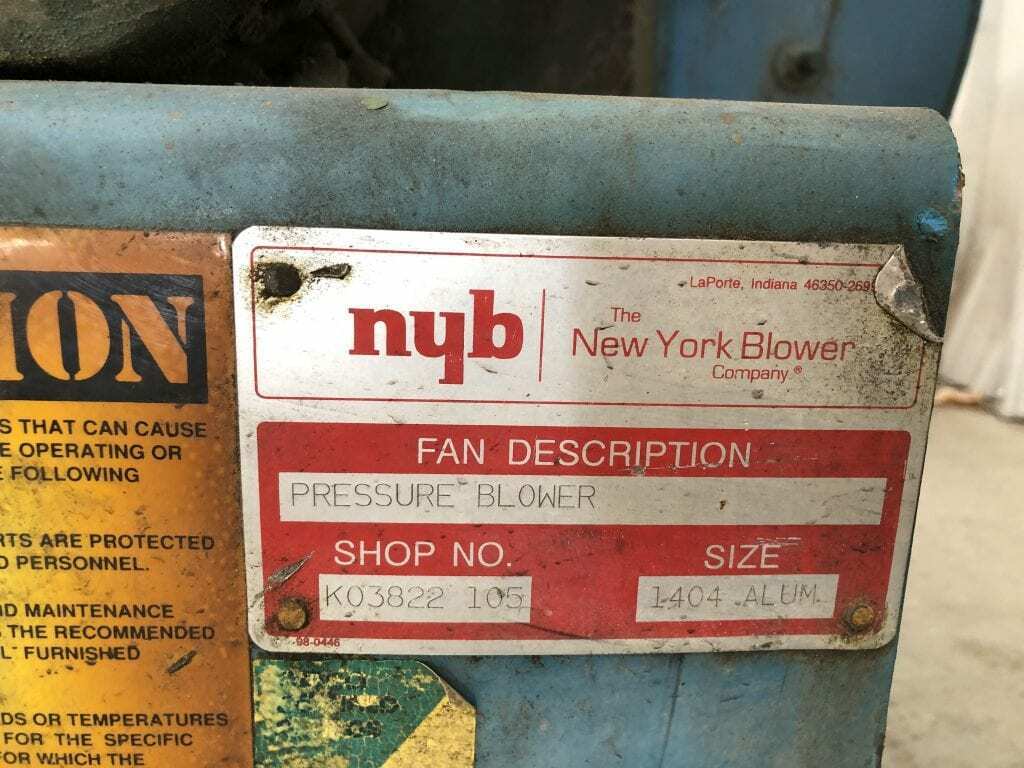 ION
S THAT CAN CAUSE
E OPERATING OR
E FOLLOWING
RTS ARE PROTECTED
D PERSONNEL.
ND MAINTENANCE
S THE RECOMMENDED
L" FURNISHED
DS OR TEMPERATURES
FOR THE SPECIFIC
FOR WHICH THE
LaPorte, Indiana 46350-269
nyb
The
New York Blower
Company®
FAN DESCRIPTION
PRESSURE BLOWER
SHOP NO.
SIZE
K03822 105
1404 ALUM.
98-0446